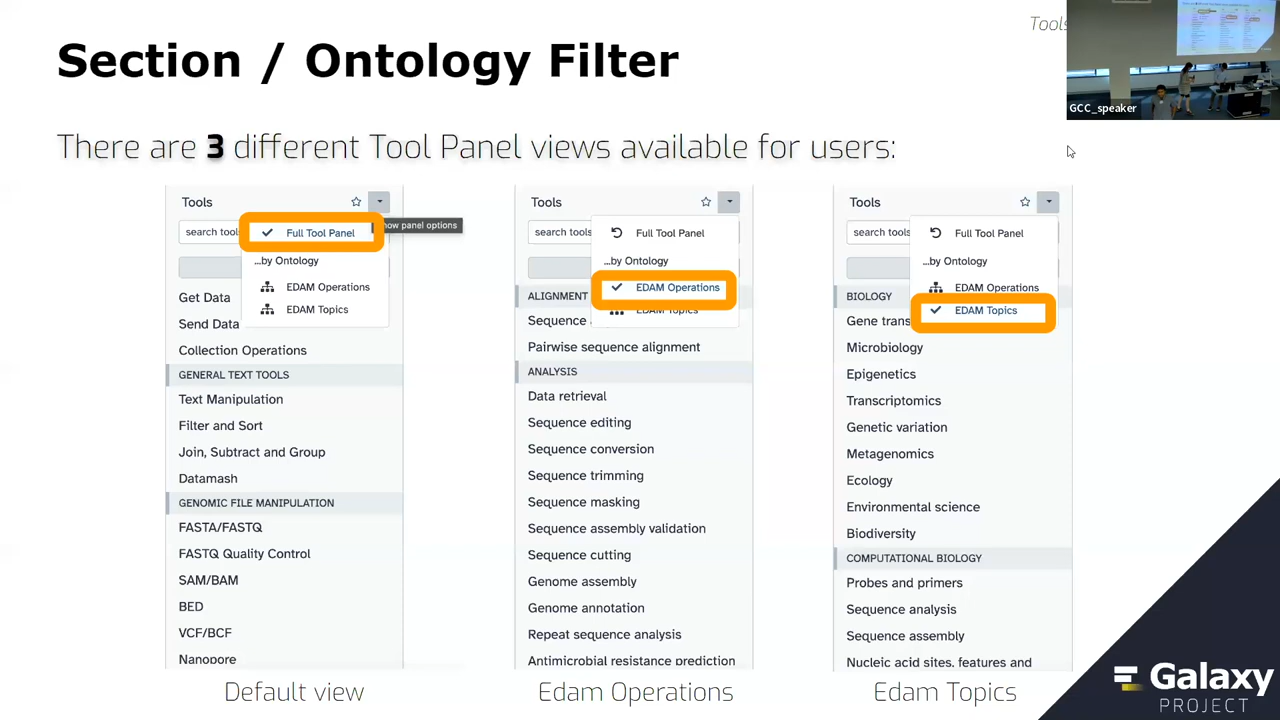 Tools
Section / Ontology Filter
GCC_speaker
There are 3 different Tool Panel views available for users:
Tools
search tools
how panel options
Full Tool Panel
...by Ontology
EDAM Operations
EDAM Topics
Get Data
Send Data
Collection Operations
GENERAL TEXT TOOLS
Text Manipulation
Filter and Sort
Join, Subtract and Group
Datamash
GENOMIC FILE MANIPULATION
FASTA/FASTQ
FASTQ Quality Control
SAM/BAM
BED
VCF/BCF
Nanopore
Default view
Tools
search tools
Full Tool Panel
...by Ontology
EDAM Operations
EDAM Topics
ALIGNMENT
Sequence
Pairwise sequence alignment
ANALYSIS
Data retrieval
Sequence editing
Sequence conversion
Sequence trimming
Sequence masking
Sequence assembly validation
Sequence cutting
Genome assembly
Genome annotation
Repeat sequence analysis
Antimicrobial resistance prediction
Edam Operations
Tools
search tools
Full Tool Panel
...by Ontology
EDAM Operations
EDAM Topics
BIOLOGY
Gene trans
Microbiology
Epigenetics
Transcriptomics
Genetic variation
Metagenomics
Ecology
Environmental science
Biodiversity
COMPUTATIONAL BIOLOGY
Probes and primers
Sequence analysis
Sequence assembly
Nucleic acid sites, features and
Edam Topics
Galaxy
PROJECT